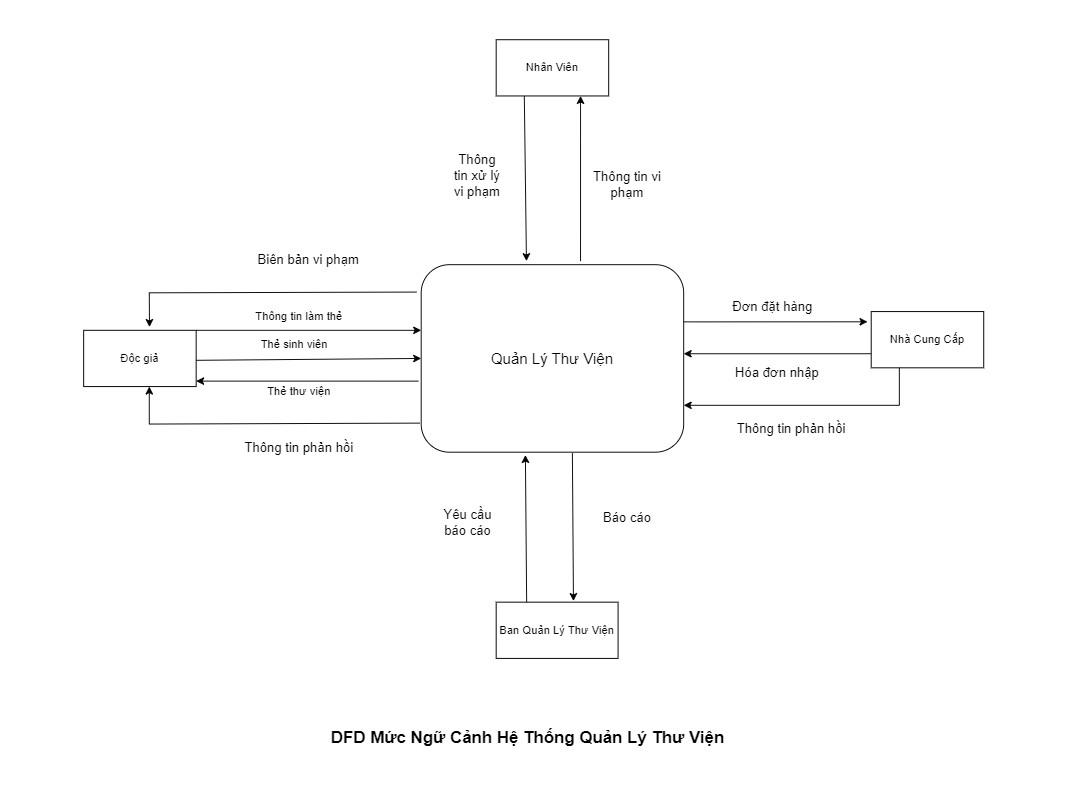 Nhân Viên
Thông
tin xử lý
vi phạm
Thông tin vi
phạm
Biên bản vi phạm
Thông tin làm thẻ
Thẻ sinh viên
Thẻ thư viện
Thông tin phản hồi
Độc giả
Quản Lý Thư Viện
Đơn đặt hàng
Nhà Cung Cấp
Hóa đơn nhập
Thông tin phản hồi
Yêu cầu
báo cáo
Báo cáo
Ban Quản Lý Thư Viện
DFD Mức Ngữ Cảnh Hệ Thống Quản Lý Thư Viện